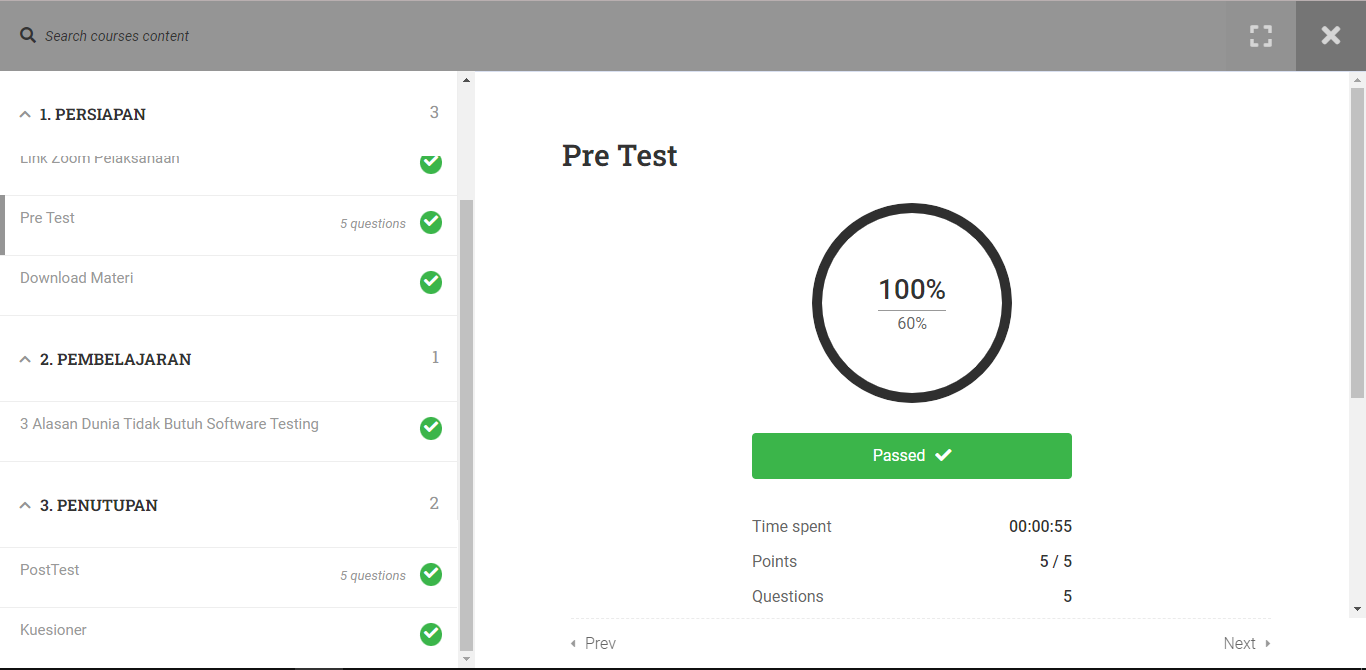 Search courses content
1. PERSIAPAN 3
Link Zoom Pelaksanaan
Pre Test 5 questions
Download Materi
2. PEMBELAJARAN 1
3 Alasan Dunia Tidak Butuh Software Testing
3. PENUTUPAN 2
PostTest 5 questions
Kuesioner
Pre Test
100%
60%
Passed
Time spent 00:00:55
Points 5 / 5
Questions 5
Prev Next